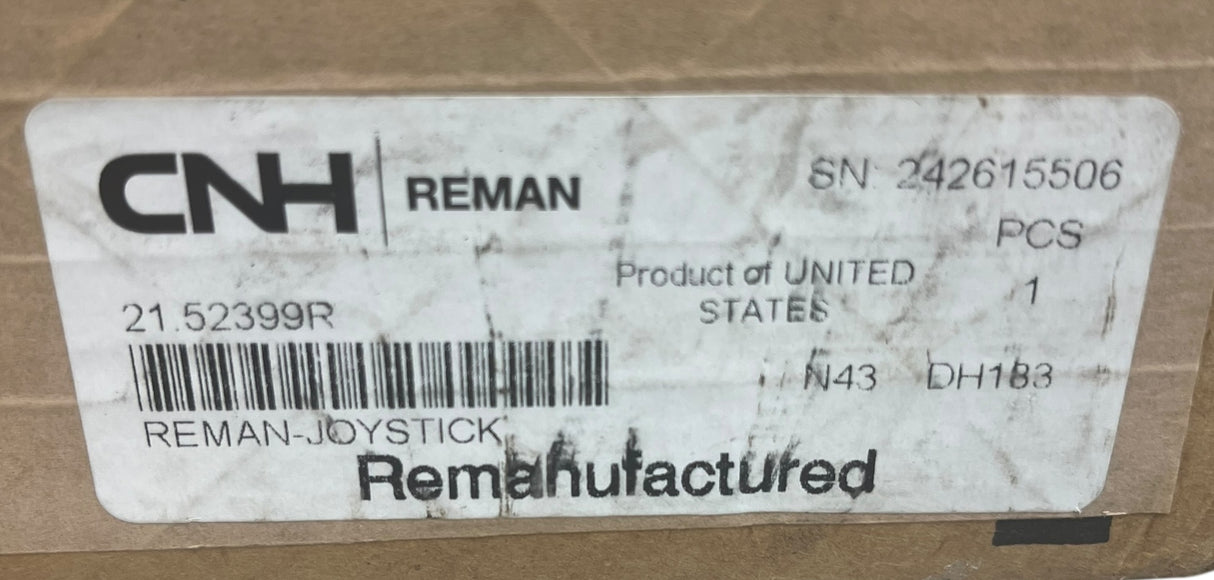 CNH | REMAN
SN: 242615506
PCS
1
Product of UNITED
STATES
21.52399R
N43 DH183
REMAN-JOYSTICK
Remanufactured